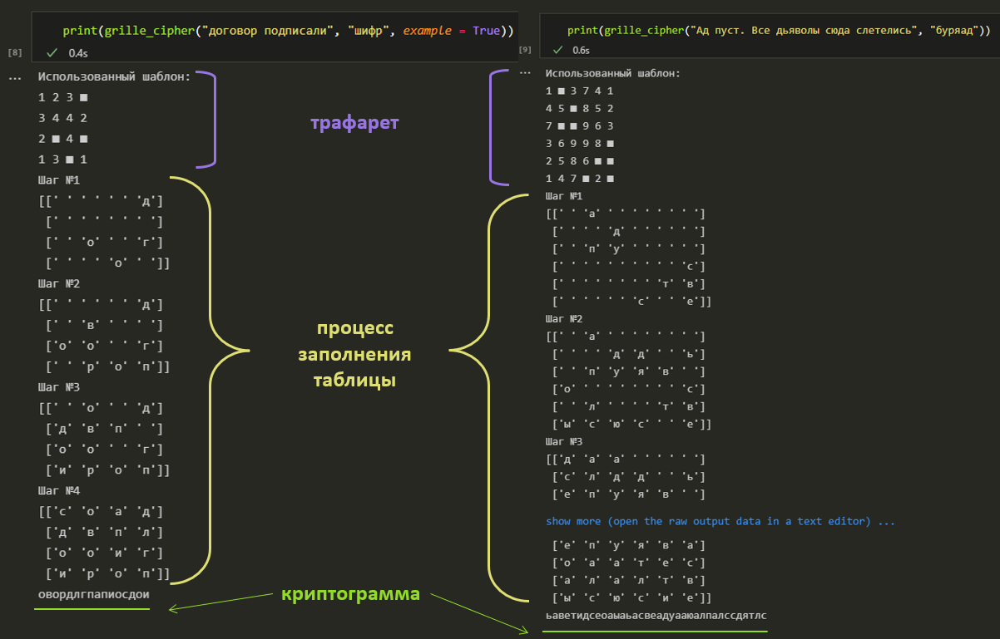 print(grille_cipher("договор подписали", "шифр", example = True))
[8]
✓ 0.4s
...
Использованный шаблон:
1 2 3 ■
3 4 4 2
2 ■ 4 ■
1 3 ■ 1
Шаг №1
[[' ' ' ' ' ' 'д']
[' ' ' ' ' ' ' ']
[' ' 'о' ' ' 'г']
[' ' ' ' 'о' ' ']]
Шаг №2
[[' ' ' ' ' ' 'д']
[' ' 'в' ' ' ' ']
['о' 'о' ' ' 'г']
[' ' 'р' 'о' 'п']]
Шаг №3
[[' ' 'о' ' ' 'д']
['д' 'в' 'п' ' ']
['о' 'о' ' ' 'г']
['и' 'р' 'о' 'п']]
Шаг №4
[['с' 'о' 'а' 'д']
['д' 'в' 'п' 'л']
['о' 'о' 'и' 'г']
['и' 'р' 'о' 'п']]
овордлгпапиосдои
трафарет
процесс
заполнения
таблицы
криптограмма
print(grille_cipher("Ад пуст. Все дьяволы сюда слетелись", "буряад"))
[9]
✓ 0.6s
...
Использованный шаблон:
1 ■ 3 7 4 1
4 5 ■ 8 5 2
7 ■ ■ 9 6 3
3 6 9 9 8 ■
2 5 8 6 ■ ■
1 4 7 ■ 2 ■
Шаг №1
[[' ' 'а' ' ' ' ' ' ' ' ']
[' ' ' ' 'д' ' ' ' ' ' ']
[' ' 'п' 'у' ' ' ' ' ' ']
[' ' ' ' ' ' ' ' ' ' 'с']
[' ' ' ' ' ' ' ' 'т' 'в']
[' ' ' ' ' ' 'с' ' ' 'е']]
Шаг №2
[[' ' 'а' ' ' ' ' ' ' ' ']
[' ' ' ' 'д' 'д' ' ' 'ь']
[' ' 'п' 'у' 'я' 'в' ' ']
['о' ' ' ' ' ' ' ' ' 'с']
[' ' 'л' ' ' ' ' 'т' 'в']
['ы' 'с' 'ю' 'с' ' ' 'е']]
Шаг №3
[['д' 'а' 'а' ' ' ' ' ' ']
['с' 'л' 'д' 'д' ' ' 'ь']
['е' 'п' 'у' 'я' 'в' ' ']
show more (open the raw output data in a text editor) ...
['е' 'п' 'у' 'я' 'в' 'а']
['о' 'а' 'а' 'т' 'е' 'с']
['а' 'л' 'а' 'л' 'т' 'в']
['ы' 'с' 'ю' 'с' 'и' 'е']]
ьаветидсеоаыаьасвеадуааюалпалссдятлс